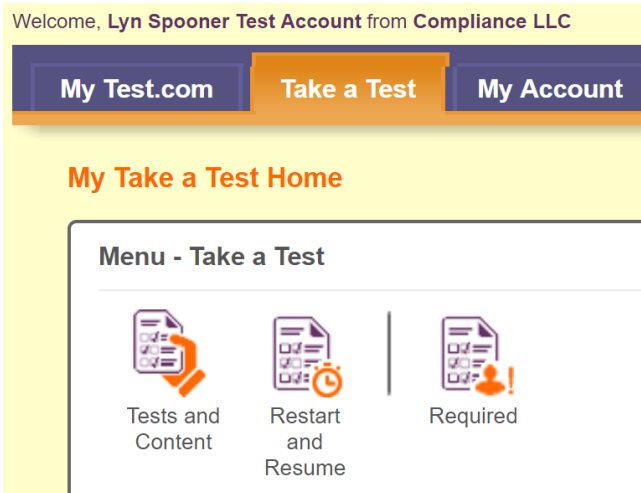 Welcome, Lyn Spooner Test Account from Compliance LLC
My Test.com Take a Test My Account
My Take a Test Home
Menu - Take a Test
Tests and
Content
Restart
and
Resume
Required